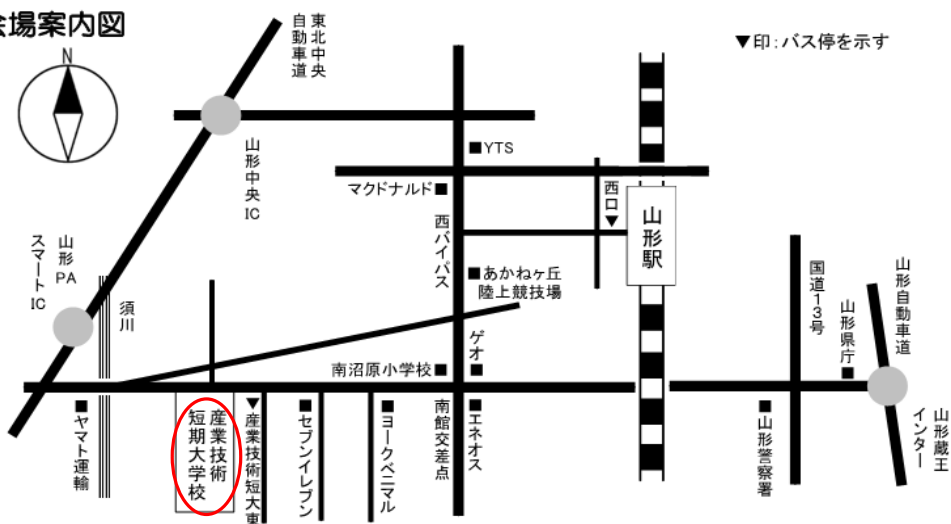 会場案内図
N
東北中央
自動車道
▼印：バス停を示す
山形中央IC
■YTS
マクドナルド■
西口▼
山形駅
西バイパス
山形PA
スマートIC
須川
■あかねヶ丘
陸上競技場
国道13号
山形県庁■
山形自動車道
ゲオ■
南沼原小学校■
■ヤマト運輸
産業技術
短期大学校
▼産業技術短大東
■セブンイレブン
■ヨークベニマル
南館交差点
■エネオス
■山形警察署
山形蔵王
インター